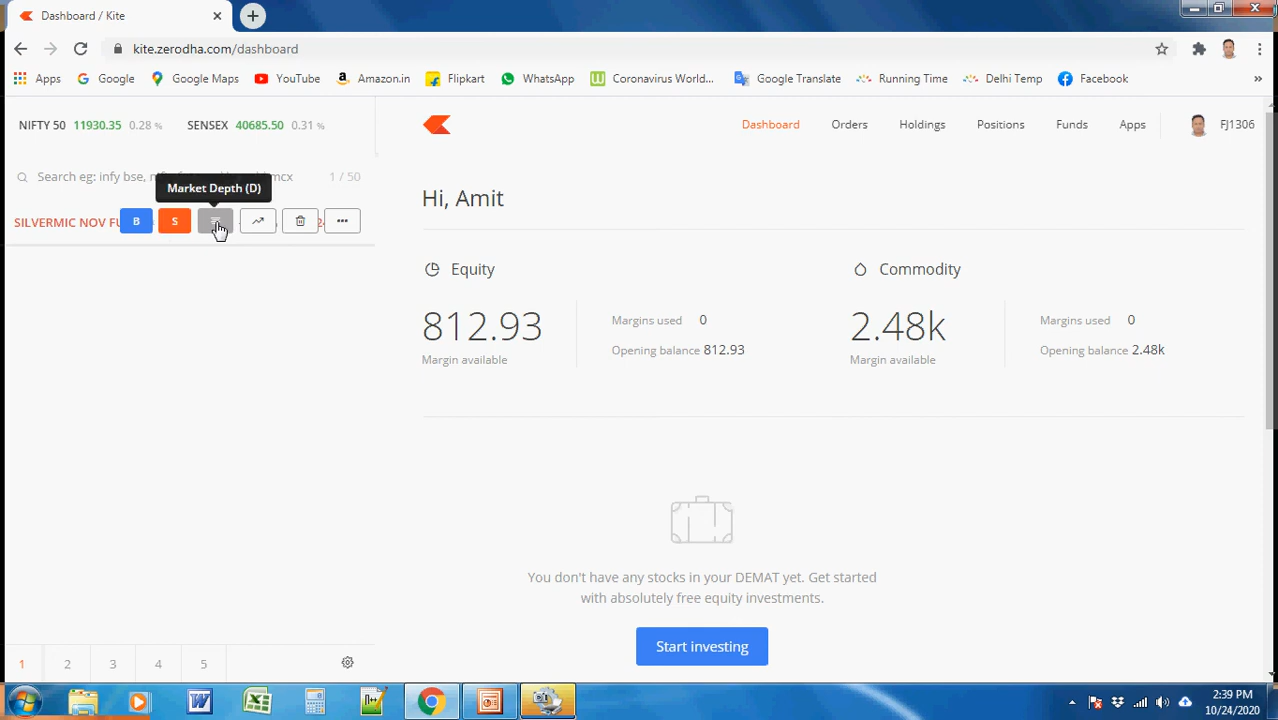 Dashboard / Kite
kite.zerodha.com/dashboard
Apps Google Google Maps YouTube Amazon.in Flipkart WhatsApp Coronavirus World... Google Translate Running Time Delhi Temp Facebook »
NIFTY 50 11930.35 0.28 % SENSEX 40685.50 0.31 %
Dashboard Orders Holdings Positions Funds Apps FJ1306
Search eg: infy bse, mcx 1 / 50
Market Depth (D)
SILVERMIC NOV FU B S
Hi, Amit
Equity
812.93
Margin available
Margins used 0
Opening balance 812.93
Commodity
2.48k
Margin available
Margins used 0
Opening balance 2.48k
You don't have any stocks in your DEMAT yet. Get started
with absolutely free equity investments.
Start investing
1 2 3 4 5
2:39 PM
10/24/2020